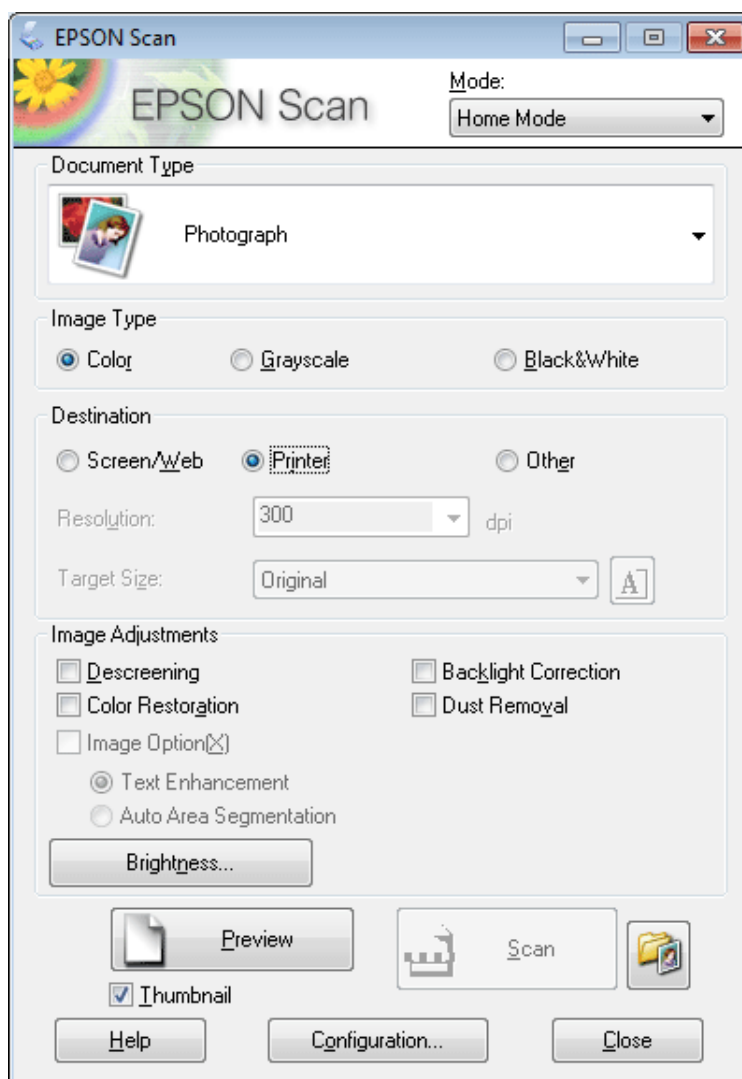 EPSON Scan
EPSON Scan
Mode:
Home Mode
Document Type
Photograph
Image Type
Color
Grayscale
Black&White
Destination
Screen/Web
Printer
Other
Resolution:
300
dpi
Target Size:
Original
A
Image Adjustments
Descreening
Backlight Correction
Color Restoration
Dust Removal
Image Option(X)
Text Enhancement
Auto Area Segmentation
Brightness...
Preview
Scan
Thumbnail
Help
Configuration...
Close